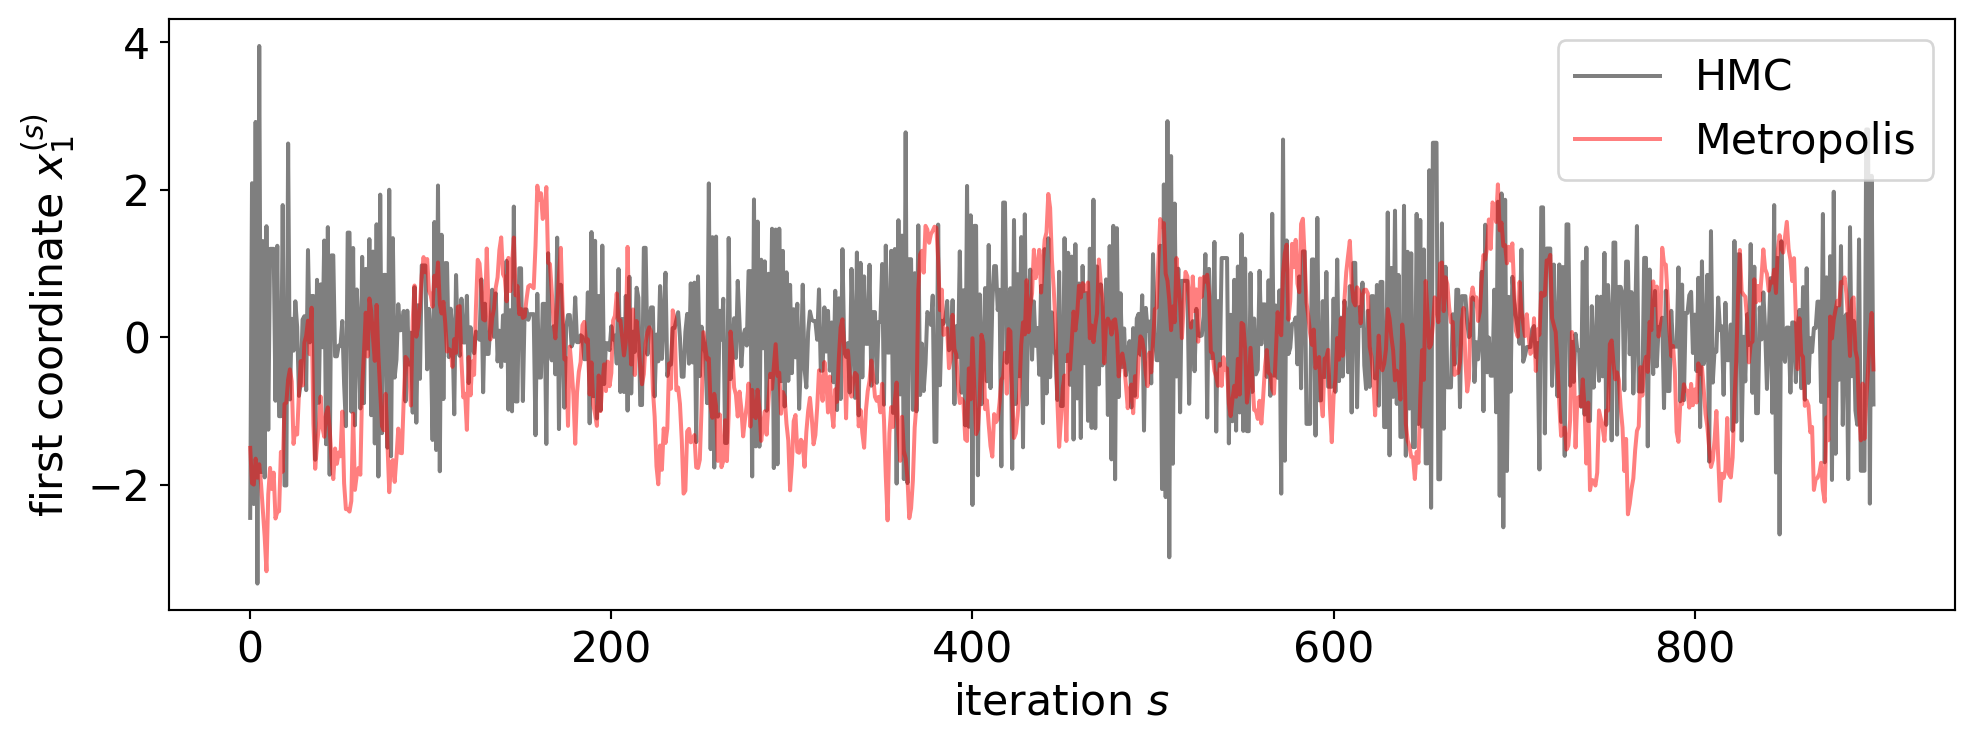 4
2
0
−2
first coordinate x₁⁽ˢ⁾
HMC
Metropolis
0 200 400 600 800
iteration s